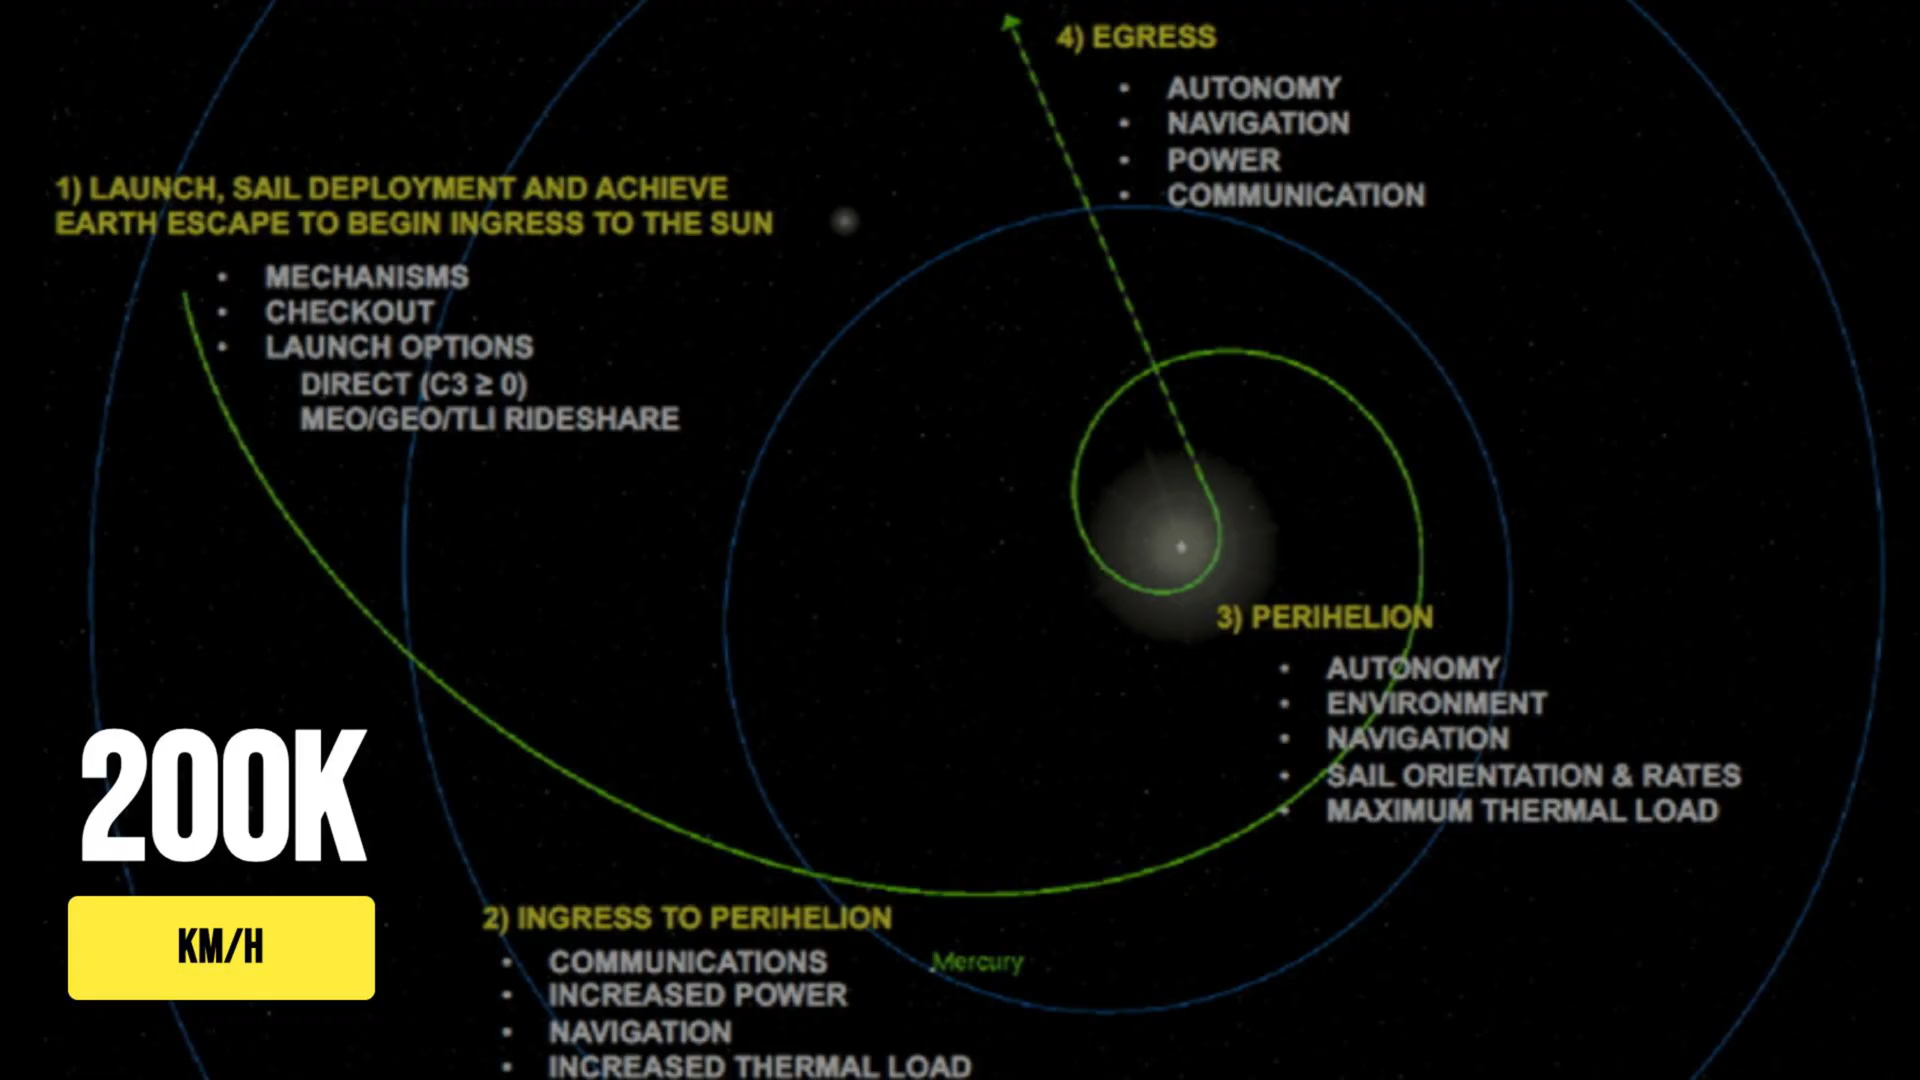 1) LAUNCH, SAIL DEPLOYMENT AND ACHIEVE
EARTH ESCAPE TO BEGIN INGRESS TO THE SUN
• MECHANISMS
• CHECKOUT
• LAUNCH OPTIONS
DIRECT (C3 ≥ 0)
MEO/GEO/TLI RIDESHARE
4) EGRESS
• AUTONOMY
• NAVIGATION
• POWER
• COMMUNICATION
3) PERIHELION
• AUTONOMY
• ENVIRONMENT
• NAVIGATION
• SAIL ORIENTATION & RATES
• MAXIMUM THERMAL LOAD
2) INGRESS TO PERIHELION
• COMMUNICATIONS
• INCREASED POWER
• NAVIGATION
• INCREASED THERMAL LOAD
Mercury
200K
KM/H